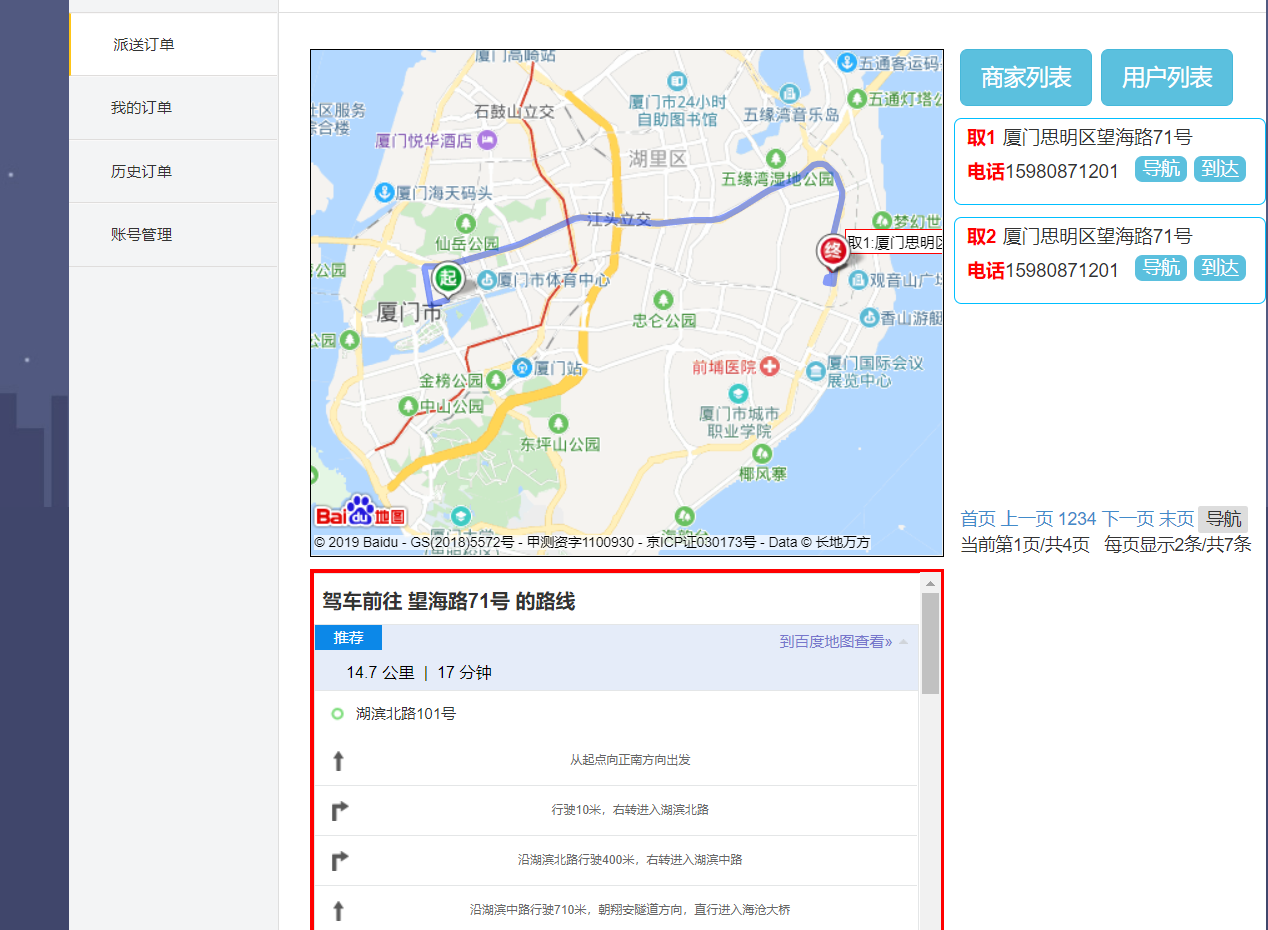 派送订单
我的订单
历史订单
账号管理
厦门高崎站
五通客运码
社区服务
综合楼
石鼓山立交
厦门市24小时
自助图书馆
五缘湾音乐岛
五通灯塔公
厦门悦华酒店
湖里区
五缘湾湿地公园
厦门海天码头
江头立交
梦幻世
仙岳公园
取1:厦门思明区
终
公园
起
厦门市体育中心
观音山广场
厦门市
忠仑公园
香山游艇
公园
厦门站
前埔医院
厦门国际会议
展览中心
金榜公园
中山公园
厦门市城市
职业学院
东坪山公园
椰风寨
Bai du 地图
© 2019 Baidu - GS(2018)5572号 - 甲测资字1100930 - 京ICP证030173号 - Data © 长地万方
商家列表
用户列表
取1 厦门思明区望海路71号
电话15980871201 导航 到达
取2 厦门思明区望海路71号
电话15980871201 导航 到达
首页 上一页 1234 下一页 末页 导航
当前第1页/共4页 每页显示2条/共7条
驾车前往 望海路71号 的路线
推荐
到百度地图查看»
14.7 公里 | 17 分钟
湖滨北路101号
从起点向正南方向出发
行驶10米，右转进入湖滨北路
沿湖滨北路行驶400米，右转进入湖滨中路
沿湖滨中路行驶710米，朝翔安隧道方向，直行进入海沧大桥